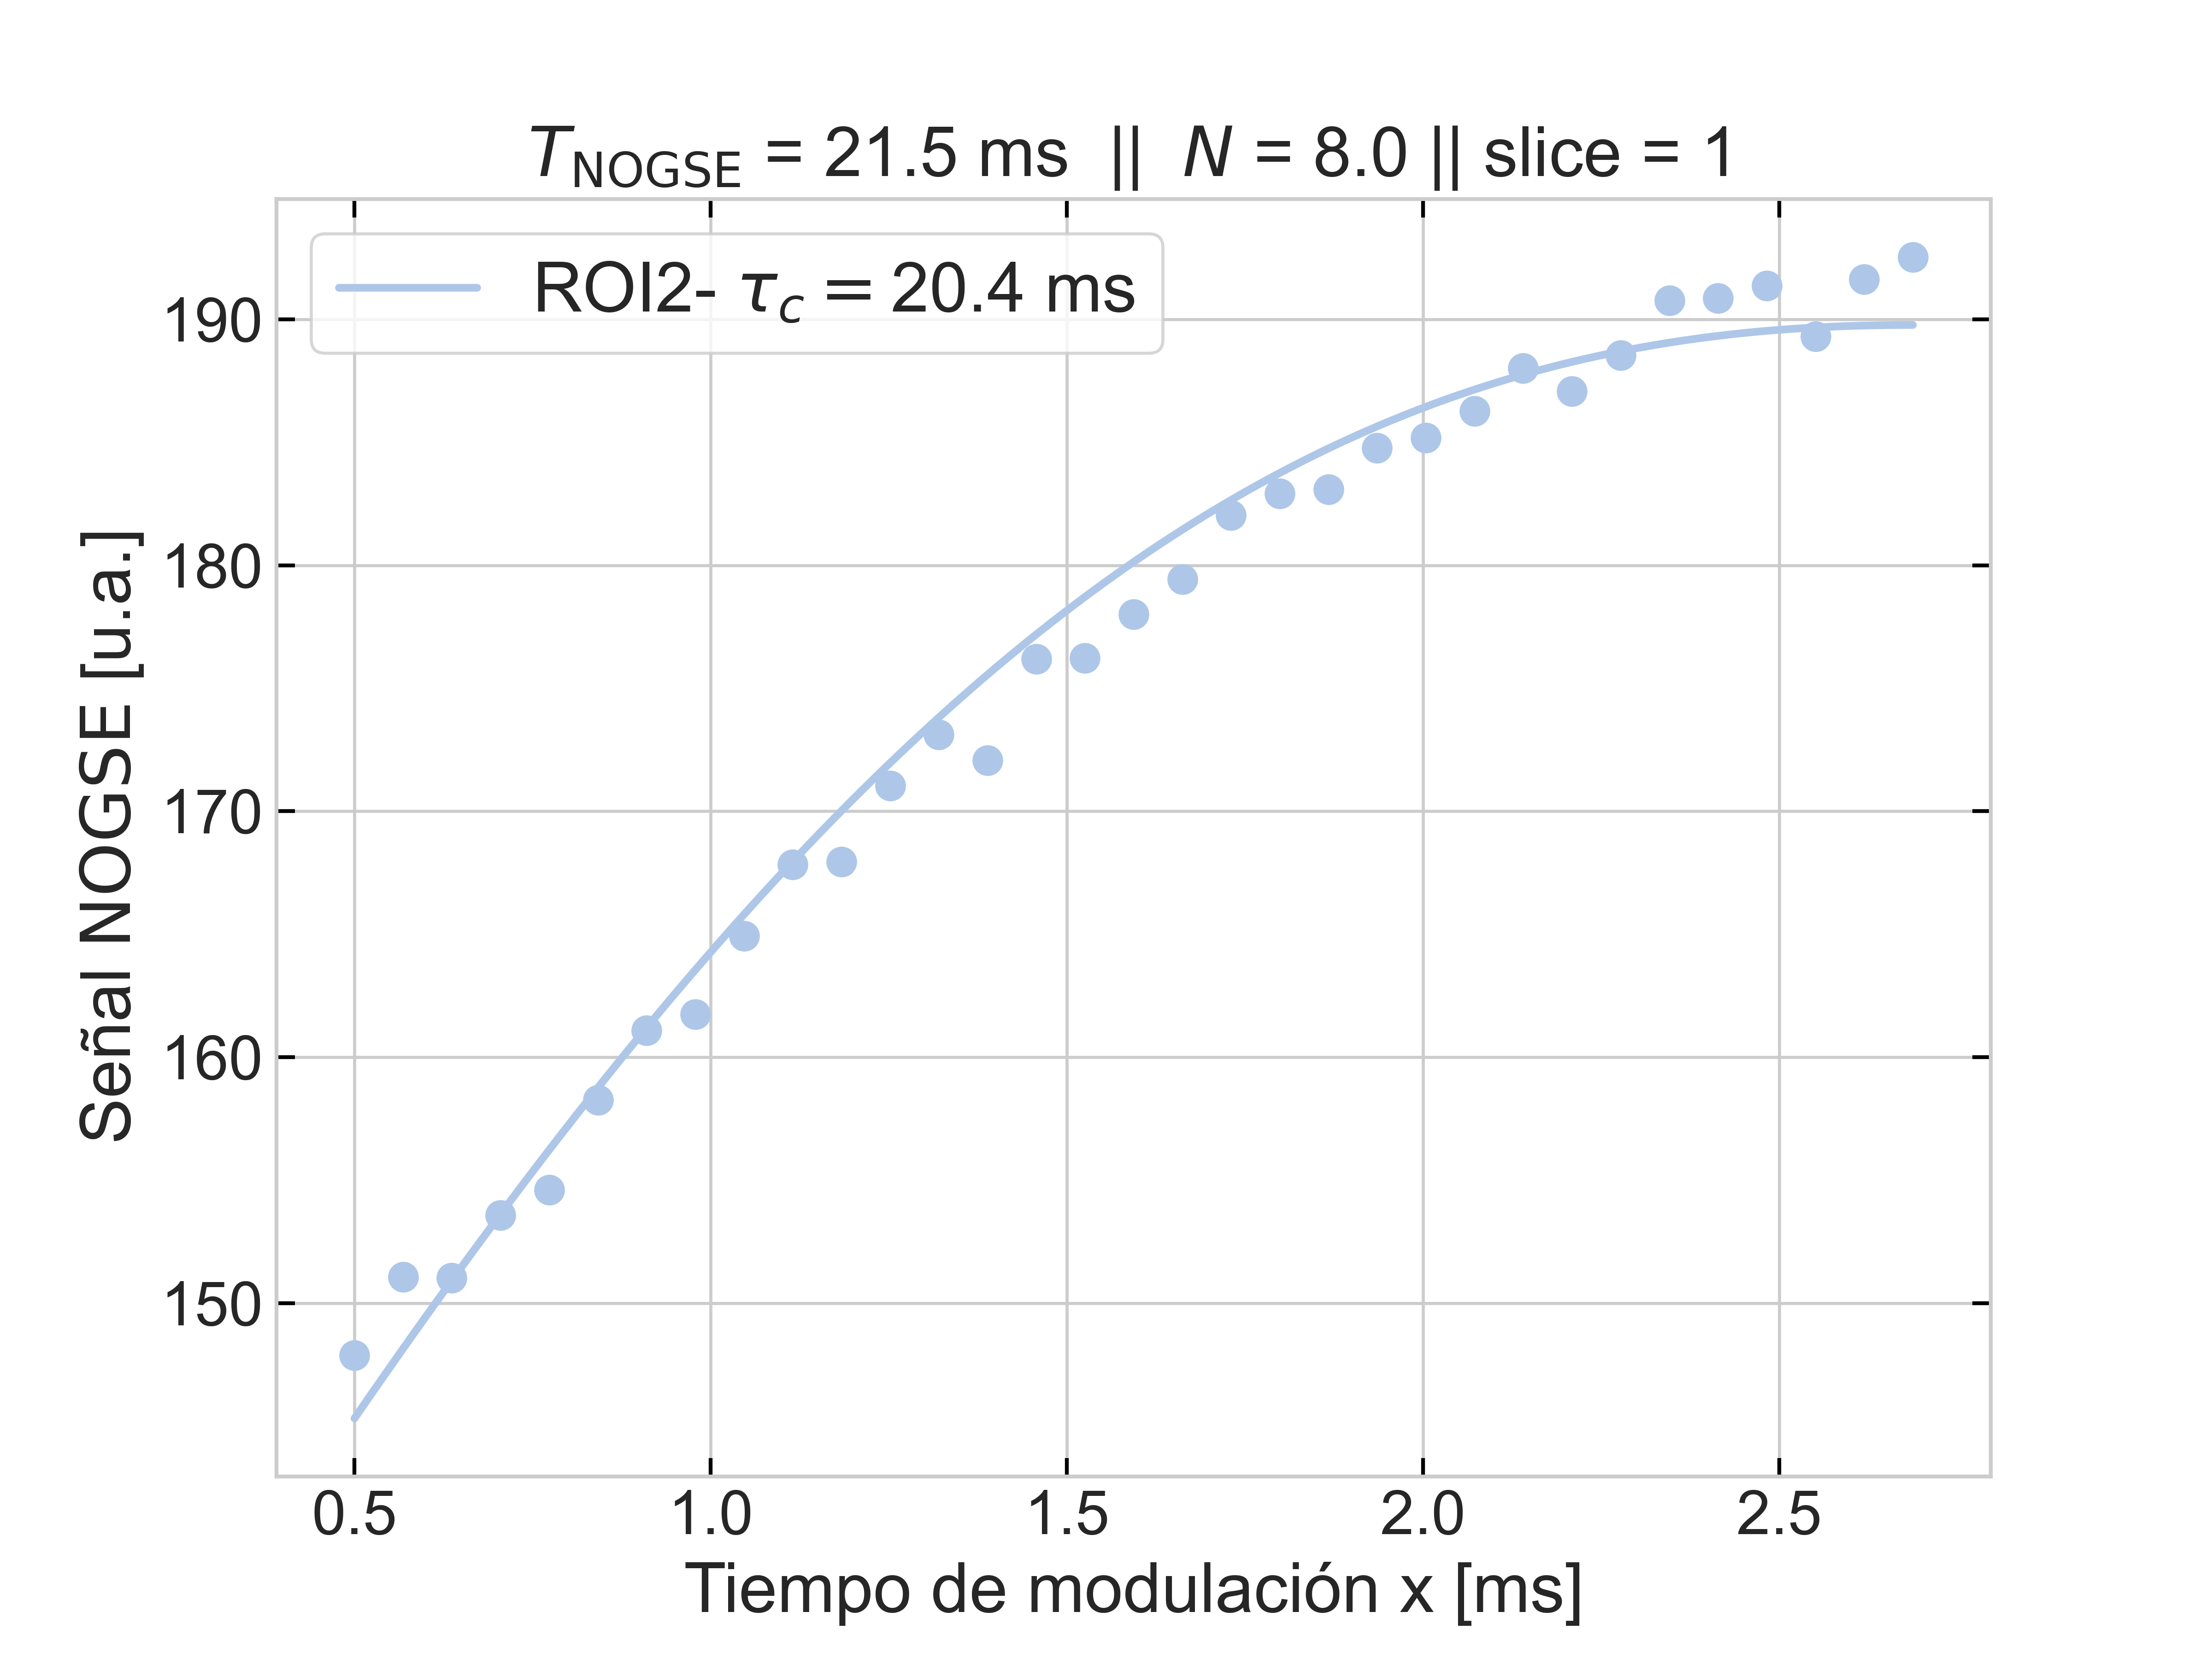 T_NOGSE = 21.5 ms || N = 8.0 || slice = 1
ROI2- τ_c = 20.4 ms
190
180
170
160
150
Señal NOGSE [u.a.]
0.5 1.0 1.5 2.0 2.5
Tiempo de modulación x [ms]